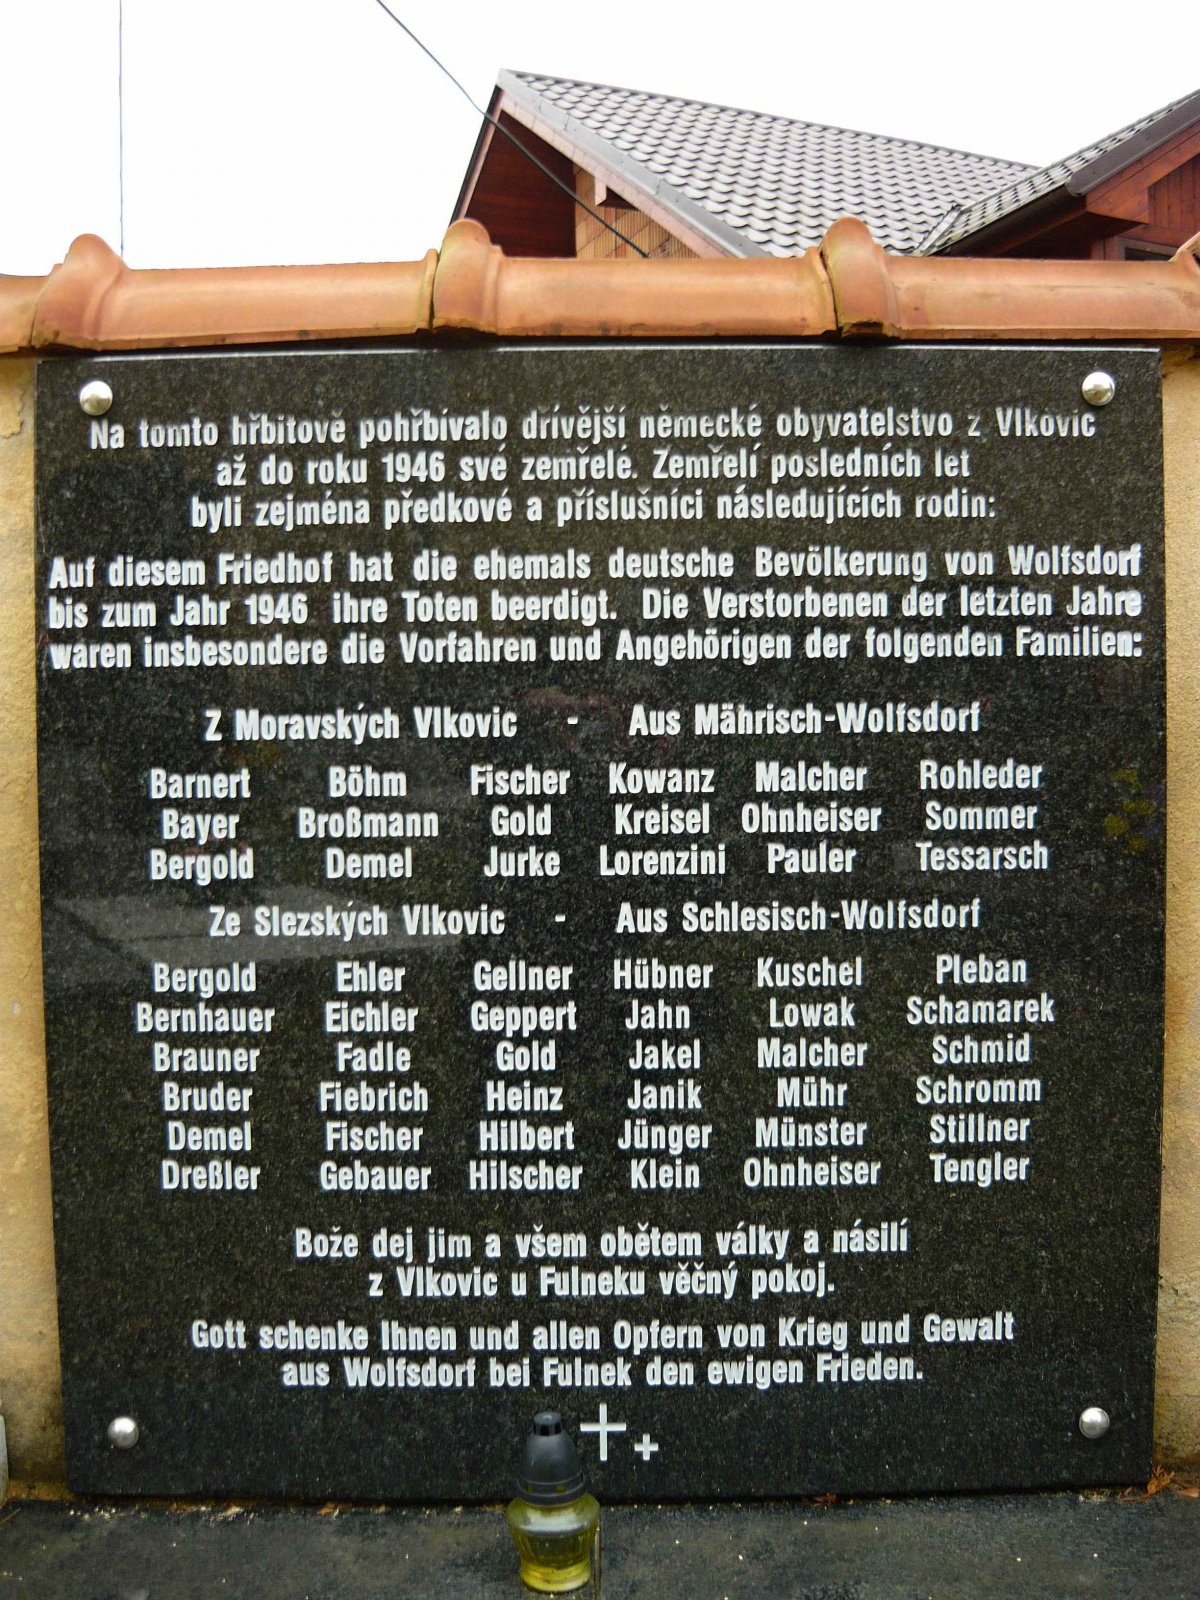 Na tomto hřbitově pohřbívalo dřívější německé obyvatelstvo z Vlkovic
až do roku 1946 své zemřelé. Zemřelí posledních let
byli zejména předkové a příslušníci následujících rodin:
Auf diesem Friedhof hat die ehemals deutsche Bevölkerung von Wolfsdorf
bis zum Jahr 1946 ihre Toten beerdigt. Die Verstorbenen der letzten Jahre
waren insbesondere die Vorfahren und Angehörigen der folgenden Familien:
Z Moravských Vlkovic - Aus Mährisch-Wolfsdorf
Barnert Böhm Fischer Kowanz Malcher Rohleder
Bayer Broßmann Gold Kreisel Ohnheiser Sommer
Bergold Demel Jurke Lorenzini Pauler Tessarsch
Ze Slezských Vlkovic - Aus Schlesisch-Wolfsdorf
Bergold Ehler Gellner Hübner Kuschel Pleban
Bernhauer Eichler Geppert Jahn Lowak Schamarek
Brauner Fadle Gold Jakel Malcher Schmid
Bruder Fiebrich Heinz Janik Mühr Schromm
Demel Fischer Hilbert Jünger Münster Stillner
Dreßler Gebauer Hilscher Klein Ohnheiser Tengler
Bože dej jim a všem obětem války a násilí
z Vlkovic u Fulneku věčný pokoj.
Gott schenke Ihnen und allen Opfern von Krieg und Gewalt
aus Wolfsdorf bei Fulnek den ewigen Frieden.